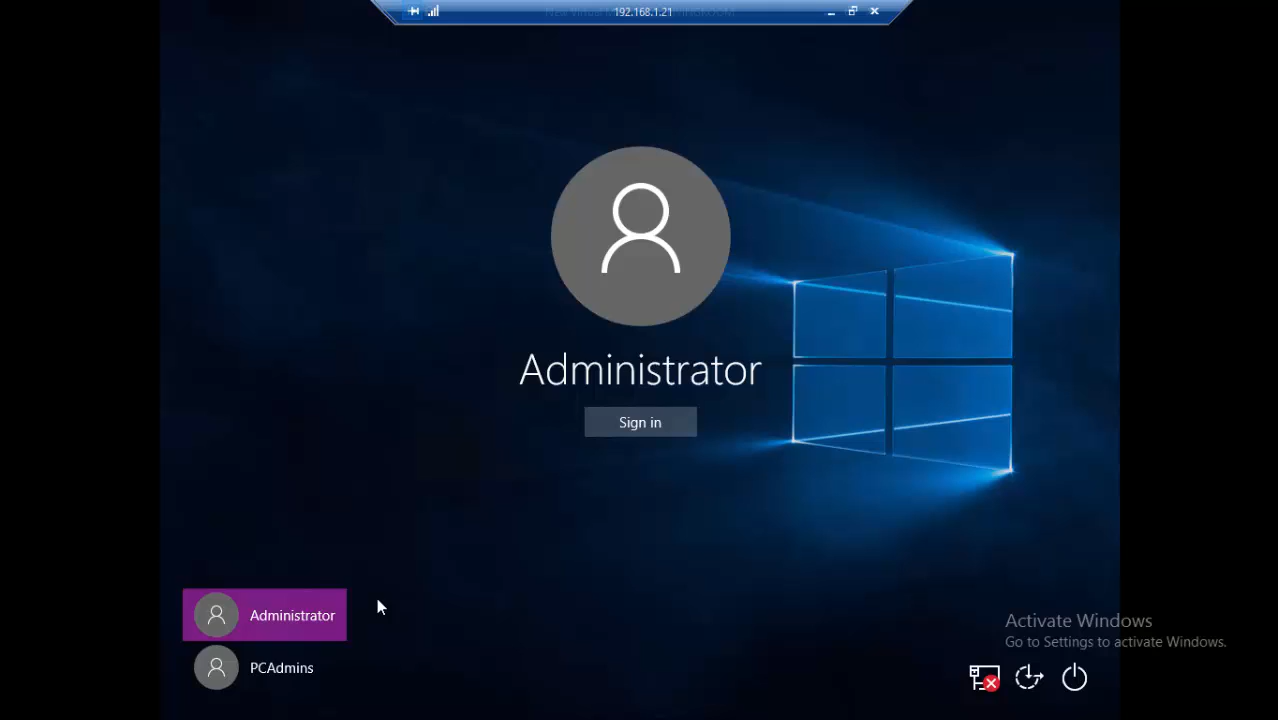 192.168.1.21
Administrator
Sign in
Administrator
PCAdmins
Activate Windows
Go to Settings to activate Windows.